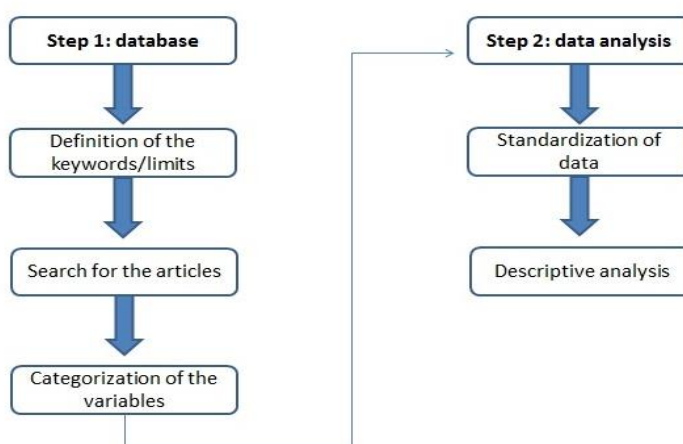 Step 1: database
Definition of the
keywords/limits
Search for the articles
Categorization of the
variables
Step 2: data analysis
Standardization of
data
Descriptive analysis